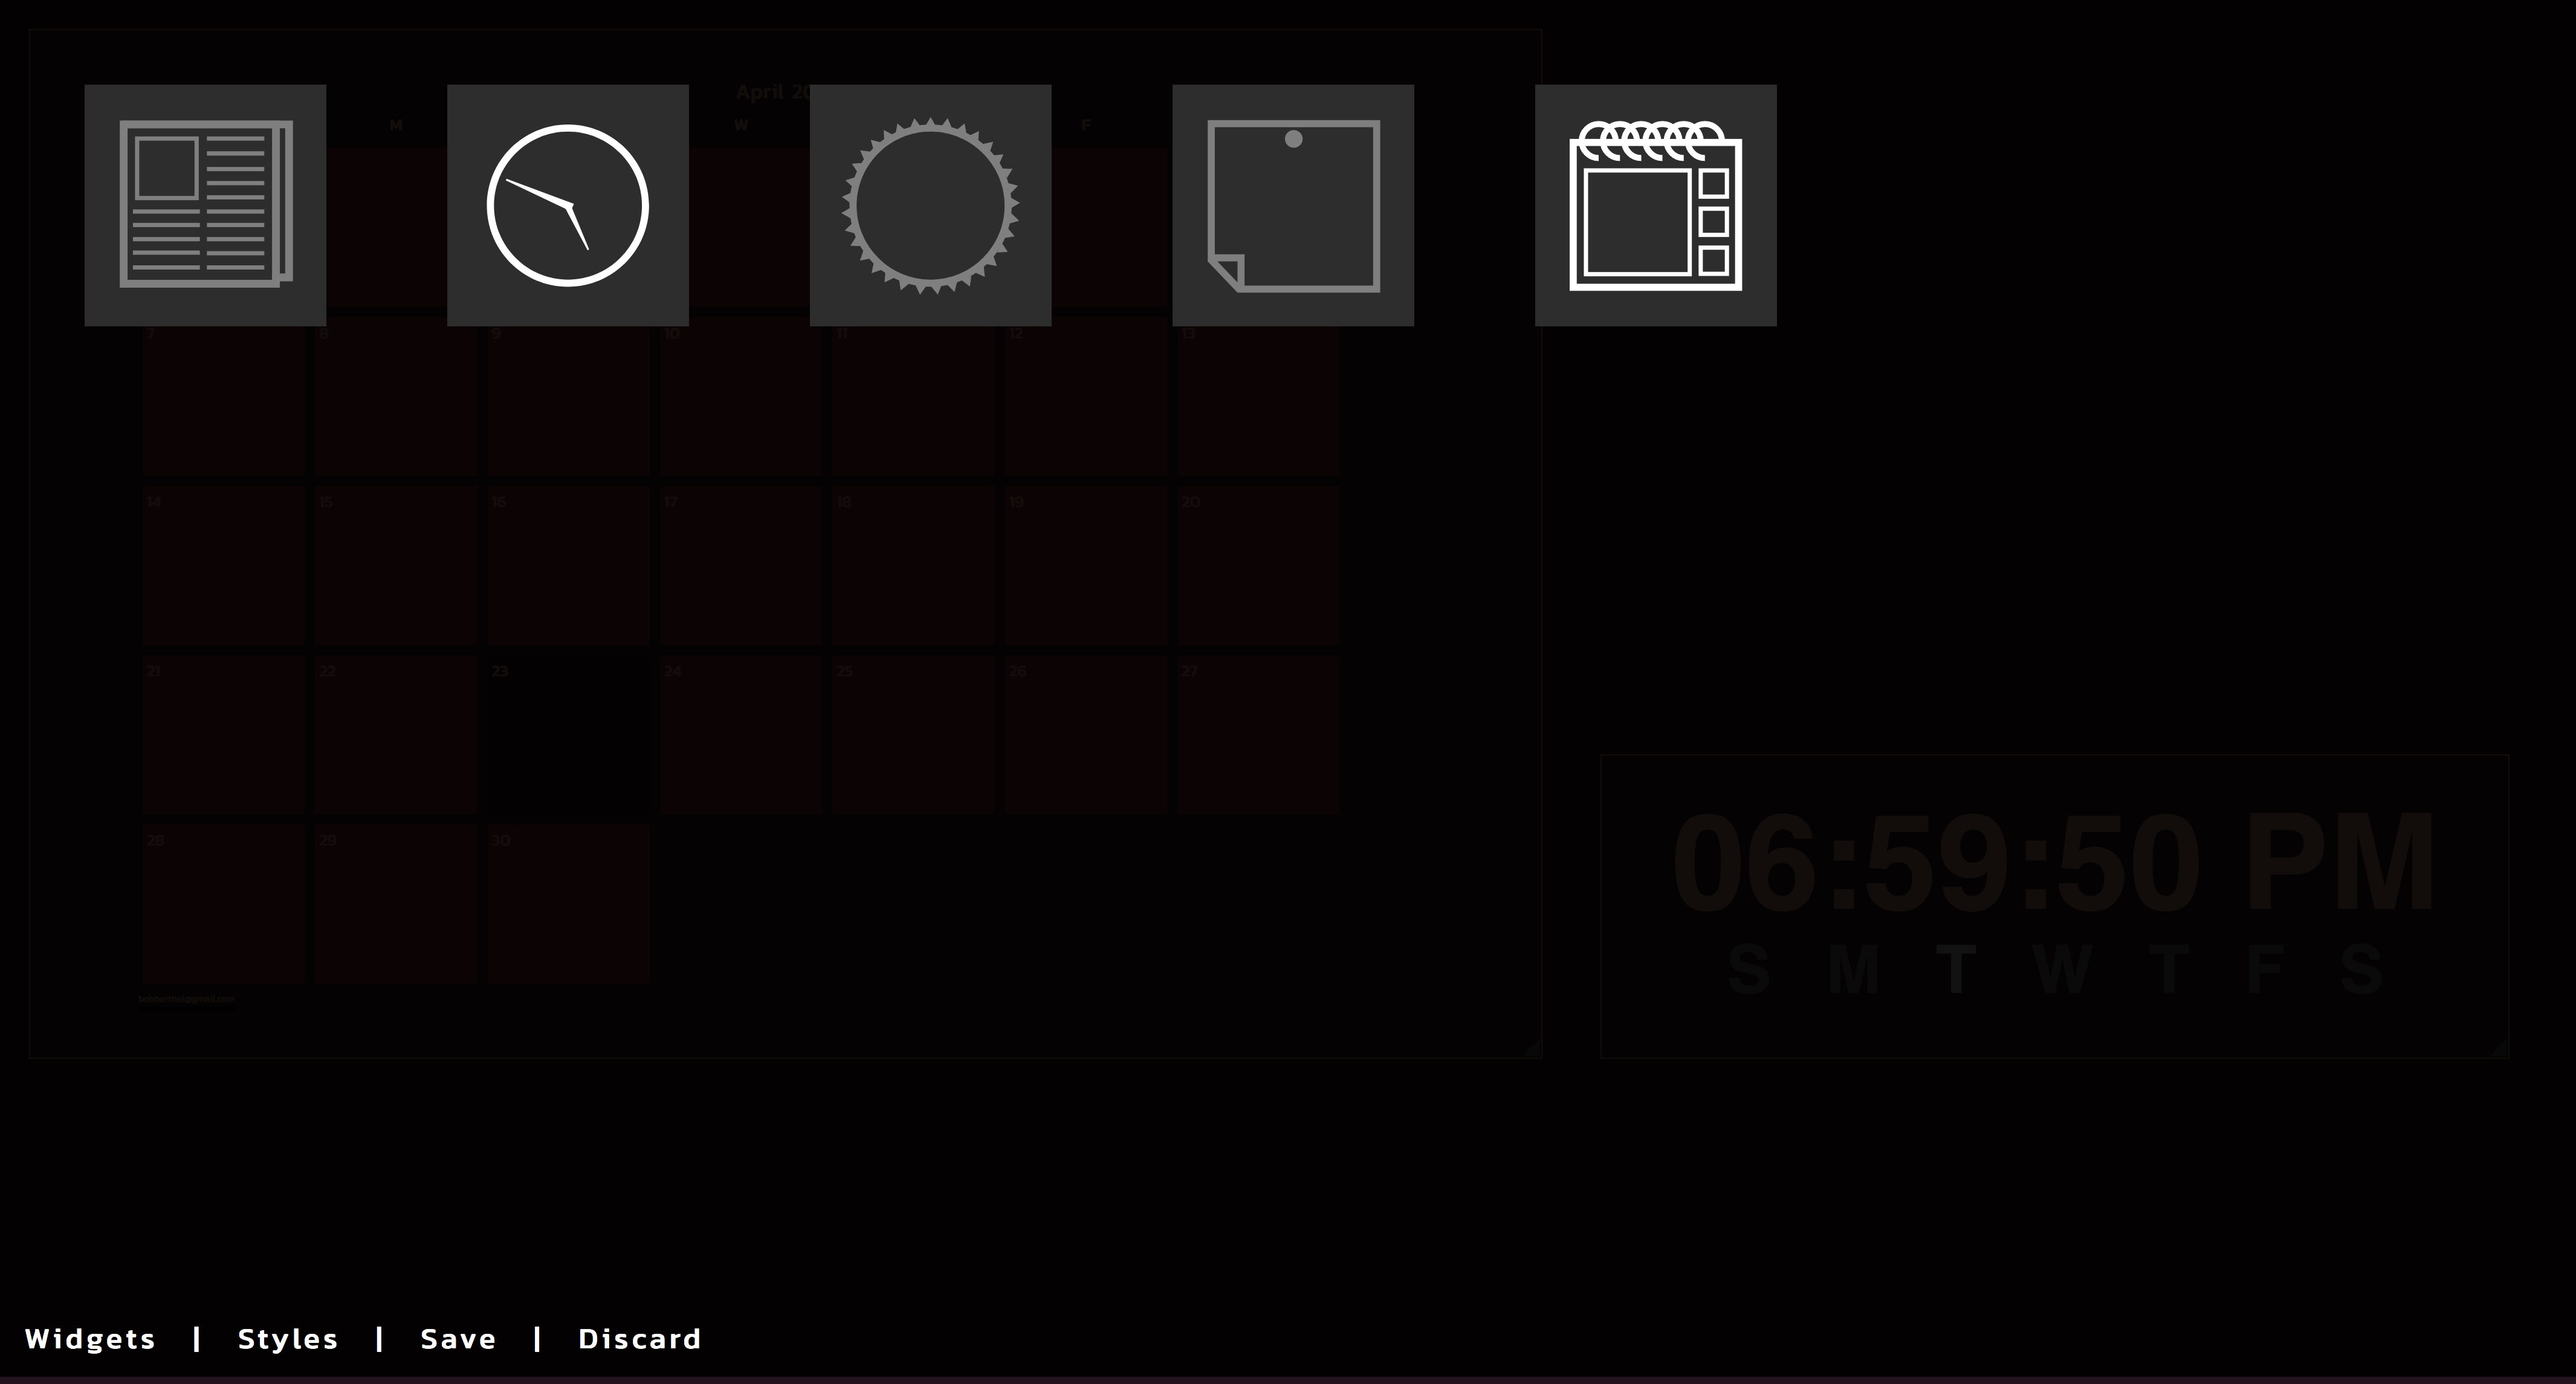 April 20
M W F
7 8 9 10 11 12 13
14 15 16 17 18 19 20
21 22 23 24 25 26 27
28 29 30
06:59:50 PM
S M T W T F S
Widgets | Styles | Save | Discard